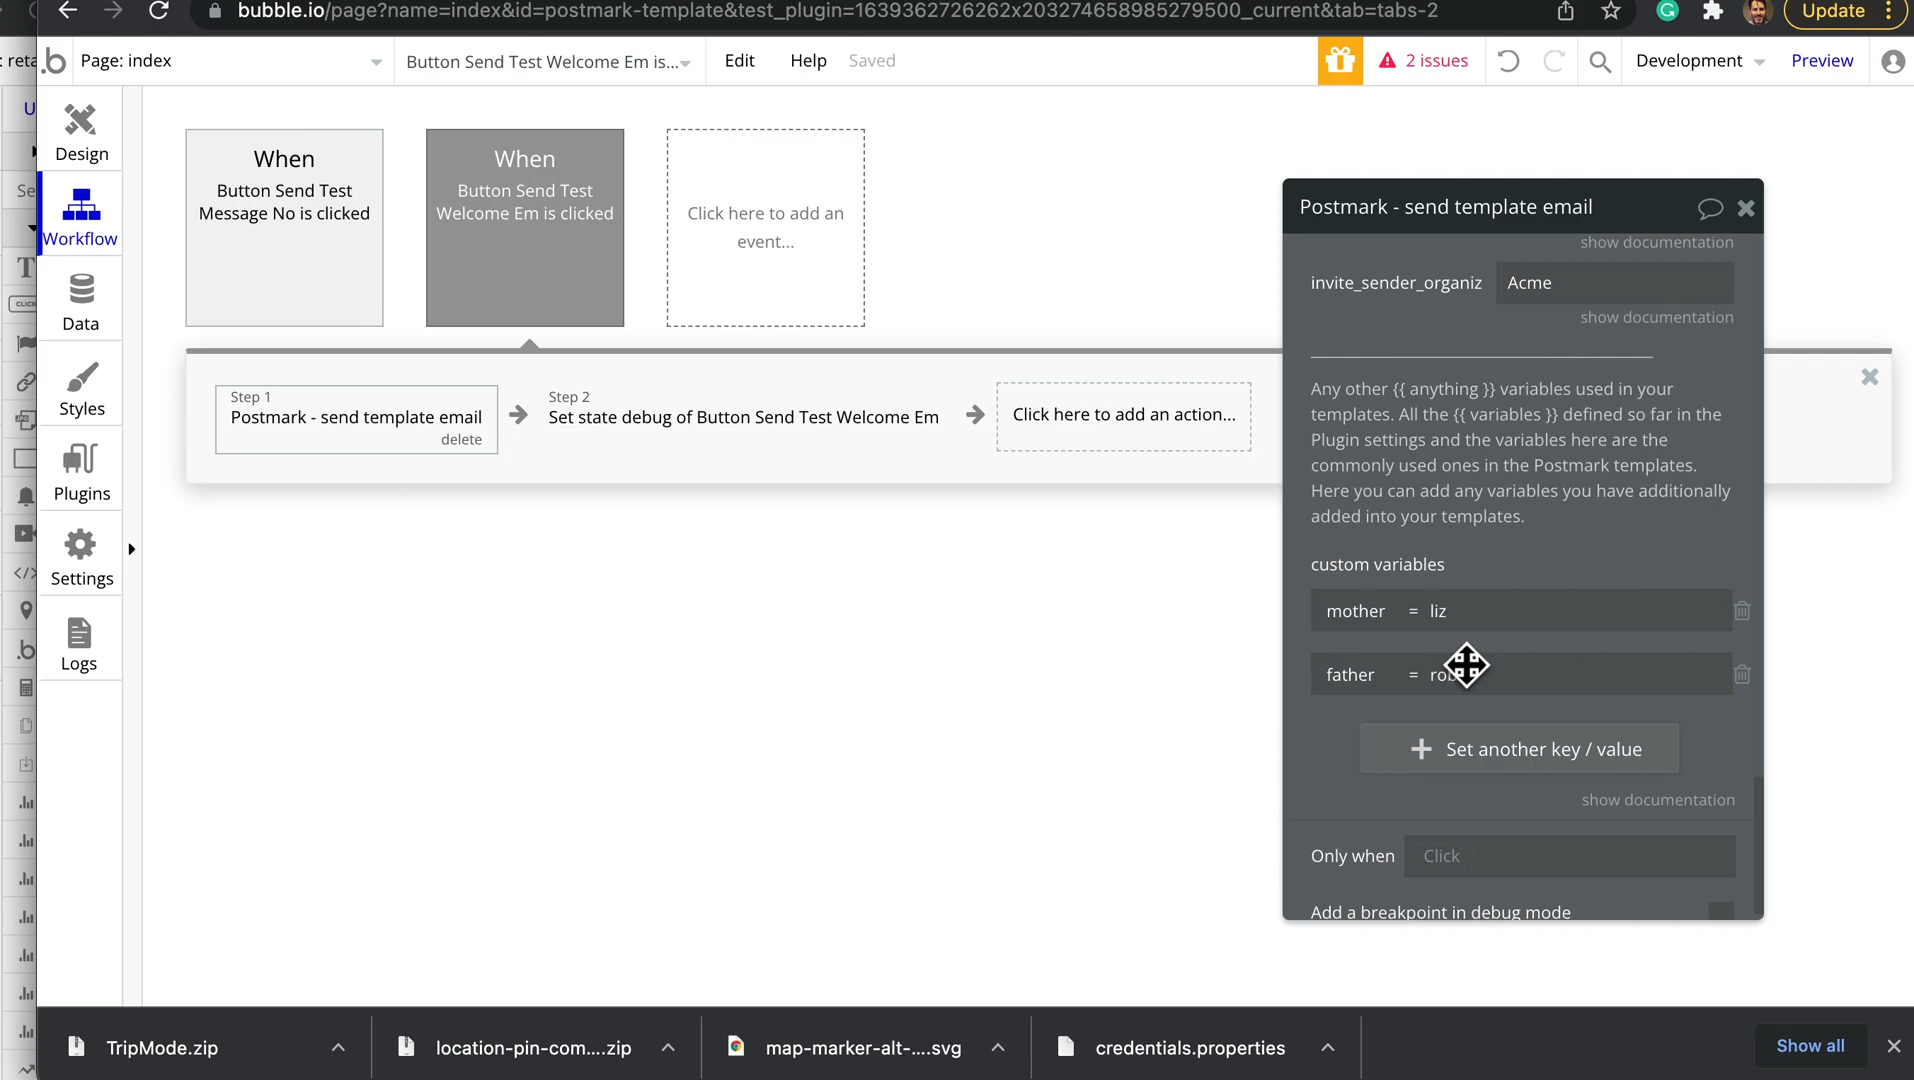 bubble.io/page?name=index&id=postmark-template&test_plugin=1639362726262x203274658985279500_current&tab=tabs-2
Update
: reta
Page: index
Button Send Test Welcome Em is...
Edit
Help
Saved
2 issues
Development
Preview
U
Se
T
CLICK
</>
.b
Design
Workflow
Data
Styles
Plugins
Settings
Logs
When
Button Send Test
Message No is clicked
When
Button Send Test
Welcome Em is clicked
Click here to add an
event...
Step 1
Postmark - send template email
delete
Step 2
Set state debug of Button Send Test Welcome Em
Click here to add an action...
Postmark - send template email
show documentation
invite_sender_organiz
Acme
show documentation
Any other {{ anything }} variables used in your
templates. All the {{ variables }} defined so far in the
Plugin settings and the variables here are the
commonly used ones in the Postmark templates.
Here you can add any variables you have additionally
added into your templates.
custom variables
mother = liz
father = rob
+ Set another key / value
show documentation
Only when
Click
Add a breakpoint in debug mode
TripMode.zip
location-pin-com....zip
map-marker-alt-....svg
credentials.properties
Show all